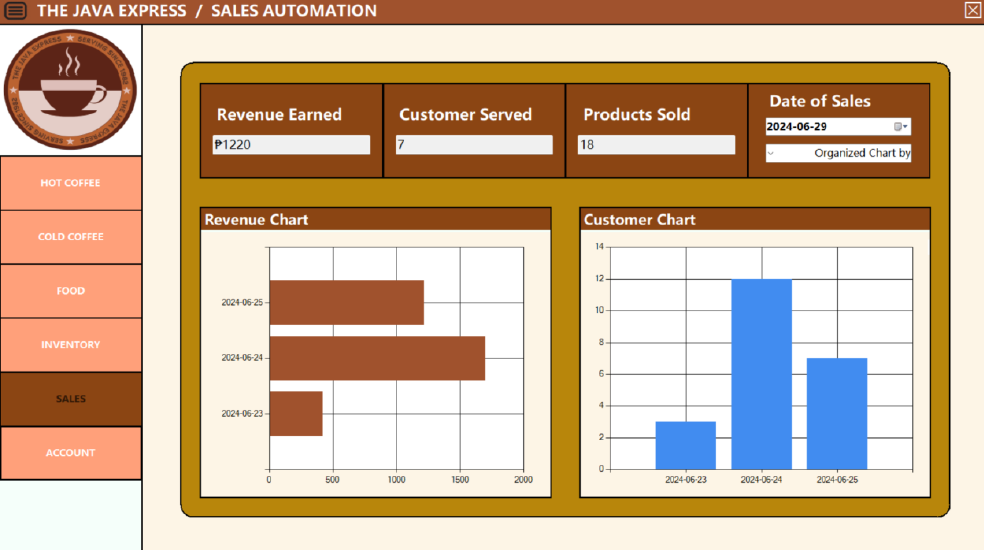 THE JAVA EXPRESS / SALES AUTOMATION
THE JAVA EXPRESS
SERVING SINCE
THE JAVA EXPRESS
HOT COFFEE
COLD COFFEE
FOOD
INVENTORY
SALES
ACCOUNT
Revenue Earned
₱1220
Customer Served
7
Products Sold
18
Date of Sales
2024-06-29
Organized Chart by
Revenue Chart
2024-06-25
2024-06-24
2024-06-23
0 500 1000 1500 2000
Customer Chart
14
12
10
8
6
4
2
0
2024-06-23 2024-06-24 2024-06-25